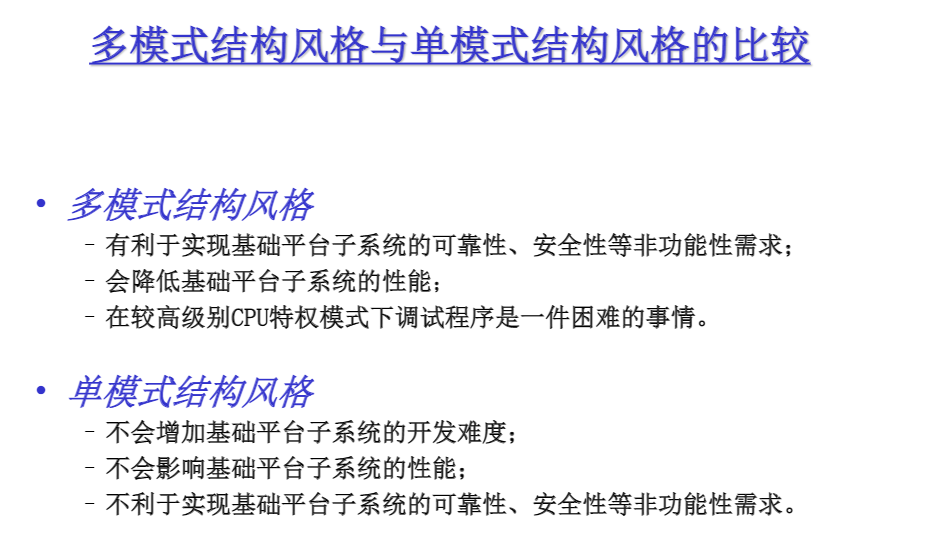 多模式结构风格与单模式结构风格的比较
• 多模式结构风格
– 有利于实现基础平台子系统的可靠性、安全性等非功能性需求；
– 会降低基础平台子系统的性能；
– 在较高级别CPU特权模式下调试程序是一件困难的事情。
• 单模式结构风格
– 不会增加基础平台子系统的开发难度；
– 不会影响基础平台子系统的性能；
– 不利于实现基础平台子系统的可靠性、安全性等非功能性需求。